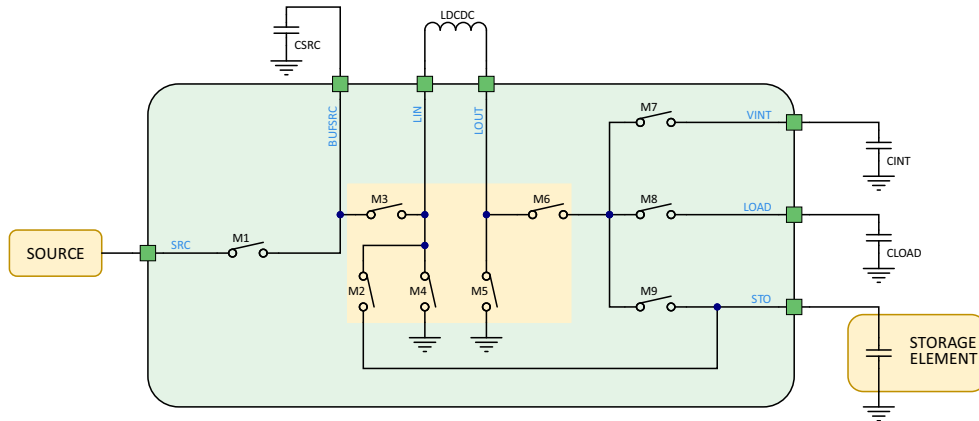 LDCDC
CSRC
BUFSRC
LIN
LOUT
M7
VINT
CINT
M3
M6
M8
LOAD
SOURCE
SRC
M1
CLOAD
M2
M4
M5
M9
STO
STORAGE
ELEMENT